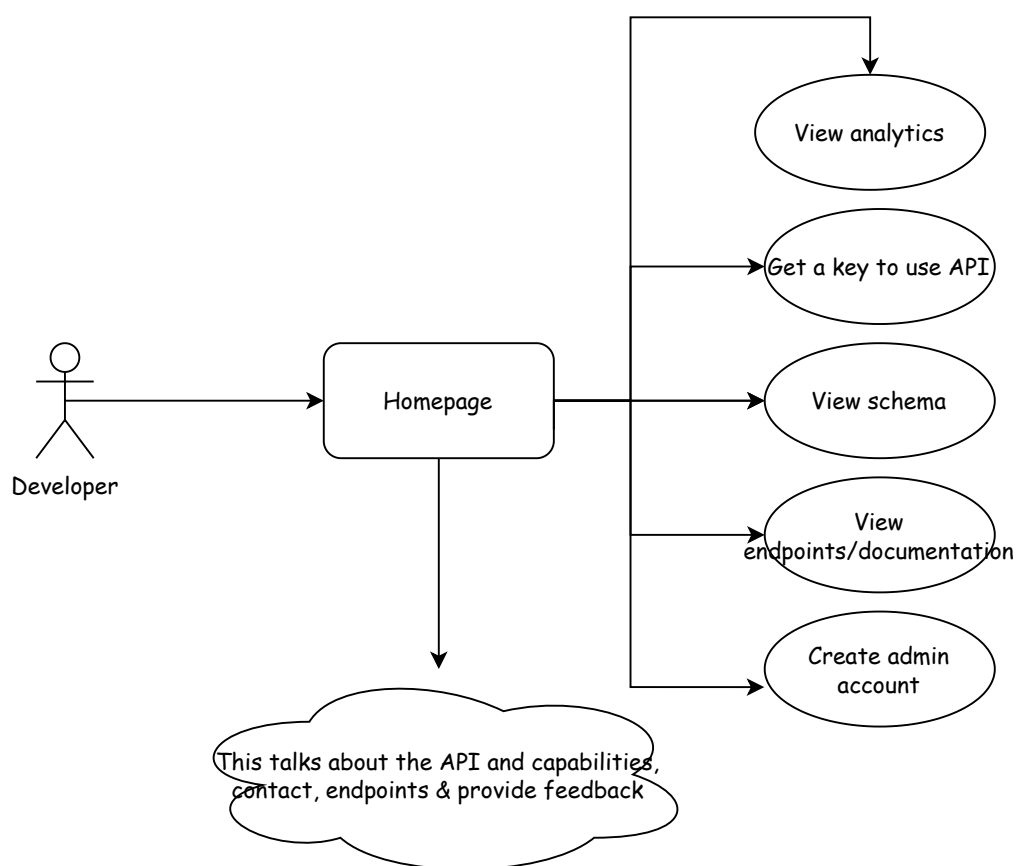 View analytics
Get a key to use API
Homepage
View schema
Developer
View
endpoints/documentation
Create admin
account
This talks about the API and capabilities,
contact, endpoints & provide feedback